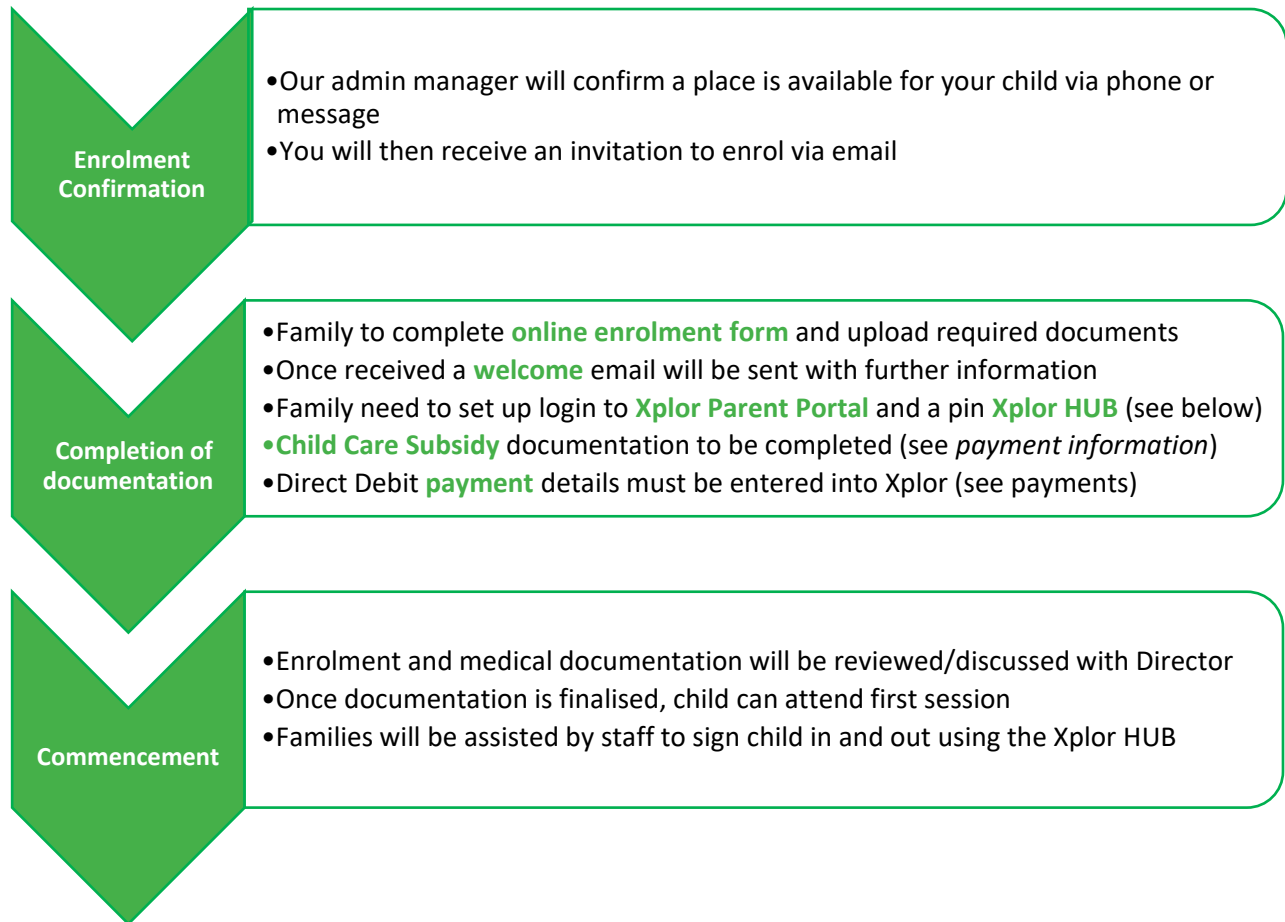 Enrolment
Confirmation
•Our admin manager will confirm a place is available for your child via phone or
message
•You will then receive an invitation to enrol via email
Completion of
documentation
•Family to complete online enrolment form and upload required documents
•Once received a welcome email will be sent with further information
•Family need to set up login to Xplor Parent Portal and a pin Xplor HUB (see below)
•Child Care Subsidy documentation to be completed (see payment information)
•Direct Debit payment details must be entered into Xplor (see payments)
Commencement
•Enrolment and medical documentation will be reviewed/discussed with Director
•Once documentation is finalised, child can attend first session
•Families will be assisted by staff to sign child in and out using the Xplor HUB